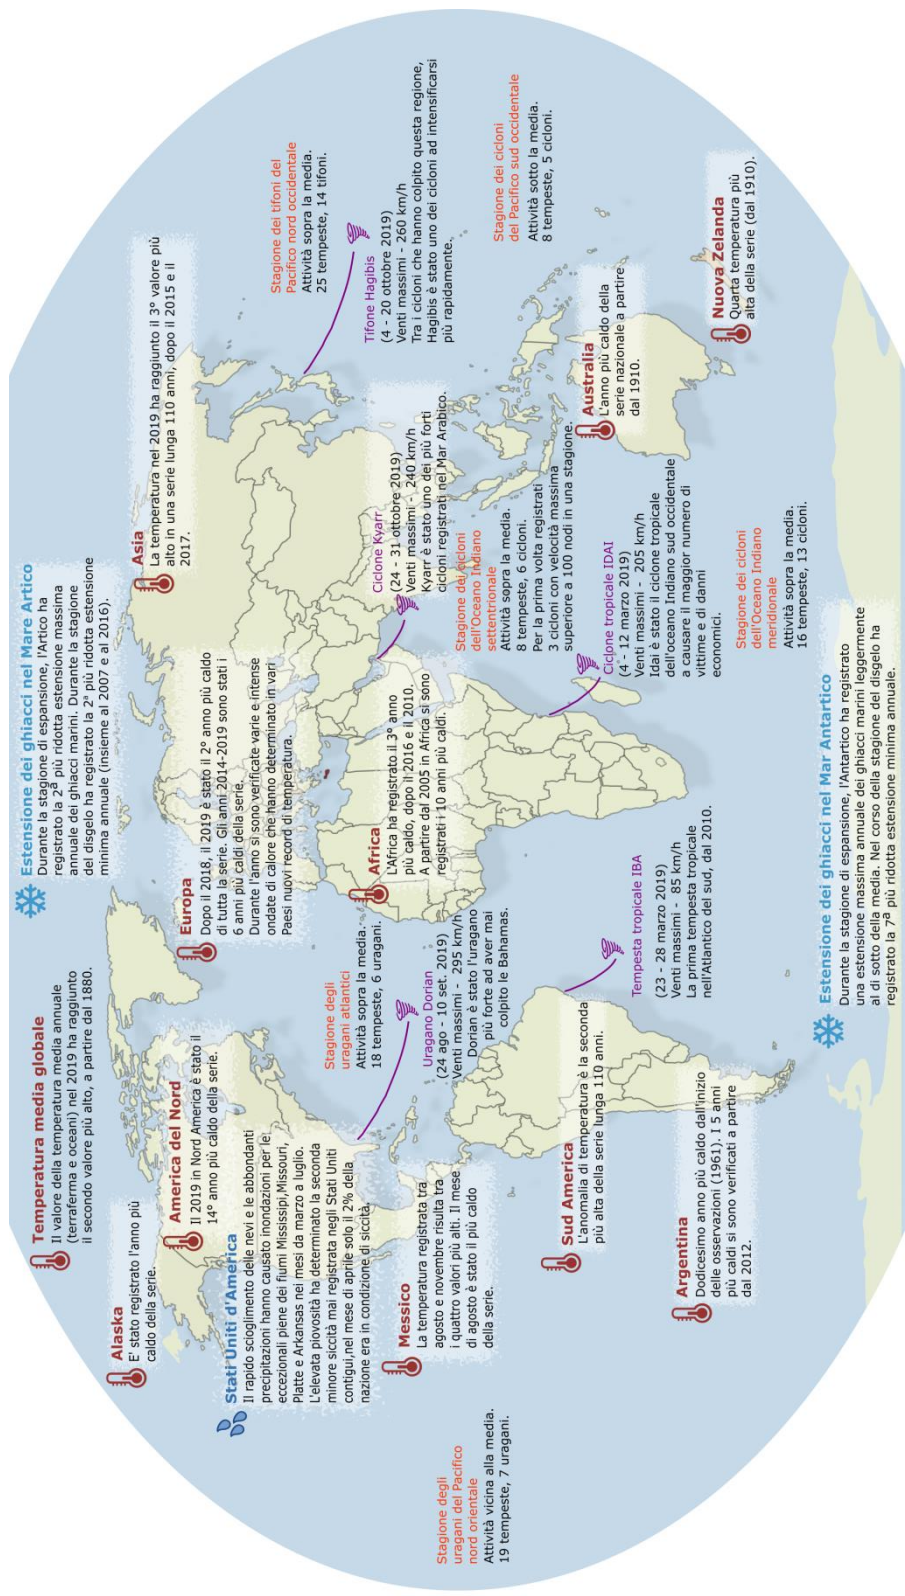 Temperatura media globale
Il valore della temperatura media annuale
(terraferma e oceani) nel 2019 ha raggiunto
il secondo valore più alto, a partire dal 1880.
Estensione dei ghiacci nel Mare Artico
Durante la stagione di espansione, l'Artico ha
registrato la 2ª più ridotta estensione massima
annuale dei ghiacci marini. Durante la stagione
del disgelo ha registrato la 2ª più ridotta estensione
minima annuale (insieme al 2007 e al 2016).
Alaska
E' stato registrato l'anno più
caldo della serie.
America del Nord
Il 2019 in Nord America è stato il
14° anno più caldo della serie.
Stati Uniti d'America
Il rapido scioglimento delle nevi e le abbondanti
precipitazioni hanno causato inondazioni per le
eccezionali piene dei fiumi Mississipi,Missouri,
Platte e Arkansas nei mesi da marzo a luglio.
L'elevata piovosità ha determinato la seconda
minore siccità mai registrata negli Stati Uniti
contigui,nel mese di aprile solo il 2% della
nazione era in condizione di siccità.
Europa
Dopo il 2018, il 2019 è stato il 2° anno più caldo
di tutta la serie. Gli anni 2014-2019 sono stati i
6 anni più caldi della serie.
Durante l'anno si sono verificate varie e intense
ondate di calore che hanno determinato in vari
Paesi nuovi record di temperatura.
Asia
La temperatura nel 2019 ha raggiunto il 3° valore più
alto in una serie lunga 110 anni, dopo il 2015 e il
2017.
Stagione dei tifoni del
Pacifico nord occidentale
Attività sopra la media.
25 tempeste, 14 tifoni.
Tifone Hagibis
(4 - 20 ottobre 2019)
Venti massimi - 260 km/h
Tra i cicloni che hanno colpito questa regione,
Hagibis è stato uno dei cicloni ad intensificarsi
più rapidamente.
Stagione degli
uragani atlantici
Attività sopra la media.
18 tempeste, 6 uragani.
Uragano Dorian
(24 ago - 10 set. 2019)
Venti massimi - 295 km/h
Dorian è stato l'uragano
più forte ad aver mai
colpito le Bahamas.
Africa
L'Africa ha registrato il 3° anno
più caldo, dopo il 2016 e il 2010.
A partire dal 2005 in Africa si sono
registrati i 10 anni più caldi.
Ciclone Kyarr
(24 - 31 ottobre 2019)
Venti massimi - 240 km/h
Kyarr è stato uno dei più forti
cicloni registrati nel Mar Arabico.
Messico
La temperatura registrata tra
agosto e novembre risulta tra
i quattro valori più alti. Il mese
di agosto è stato il più caldo
della serie.
Stagione degli
uragani del Pacifico
nord orientale
Attività vicina alla media.
19 tempeste, 7 uragani.
Stagione dei cicloni
dell'Oceano Indiano
settentrionale
Attività sopra la media.
8 tempeste, 6 cicloni.
Per la prima volta registrati
3 cicloni con velocità massima
superiore a 100 nodi in una stagione.
Stagione dei cicloni
del Pacifico sud occidentale
Attività sotto la media.
8 tempeste, 5 cicloni.
Sud America
L'anomalia di temperatura è la seconda
più alta della serie lunga 110 anni.
Tempesta tropicale IBA
(23 - 28 marzo 2019)
Venti massimi - 85 km/h
La prima tempesta tropicale
nell'Atlantico del sud, dal 2010.
Ciclone tropicale IDAI
(4 - 12 marzo 2019)
Venti massimi - 205 km/h
Idai è stato il ciclone tropicale
dell'oceano Indiano sud occidentale
a causare il maggior numero di
vittime e di danni
economici.
Australia
L'anno più caldo della
serie nazionale a partire
dal 1910.
Nuova Zelanda
Quarta temperatura più
alta della serie (dal 1910).
Argentina
Dodicesimo anno più caldo dall'inizio
delle osservazioni (1961). I 5 anni
più caldi si sono verificati a partire
dal 2012.
Stagione dei cicloni
dell'Oceano Indiano
meridionale
Attività sopra la media.
16 tempeste, 13 cicloni.
Estensione dei ghiacci nel Mar Antartico
Durante la stagione di espansione, l'Antartico ha registrato
una estensione massima annuale dei ghiacci marini leggermente
al di sotto della media. Nel corso della stagione del disgelo ha
registrato la 7ª più ridotta estensione minima annuale.